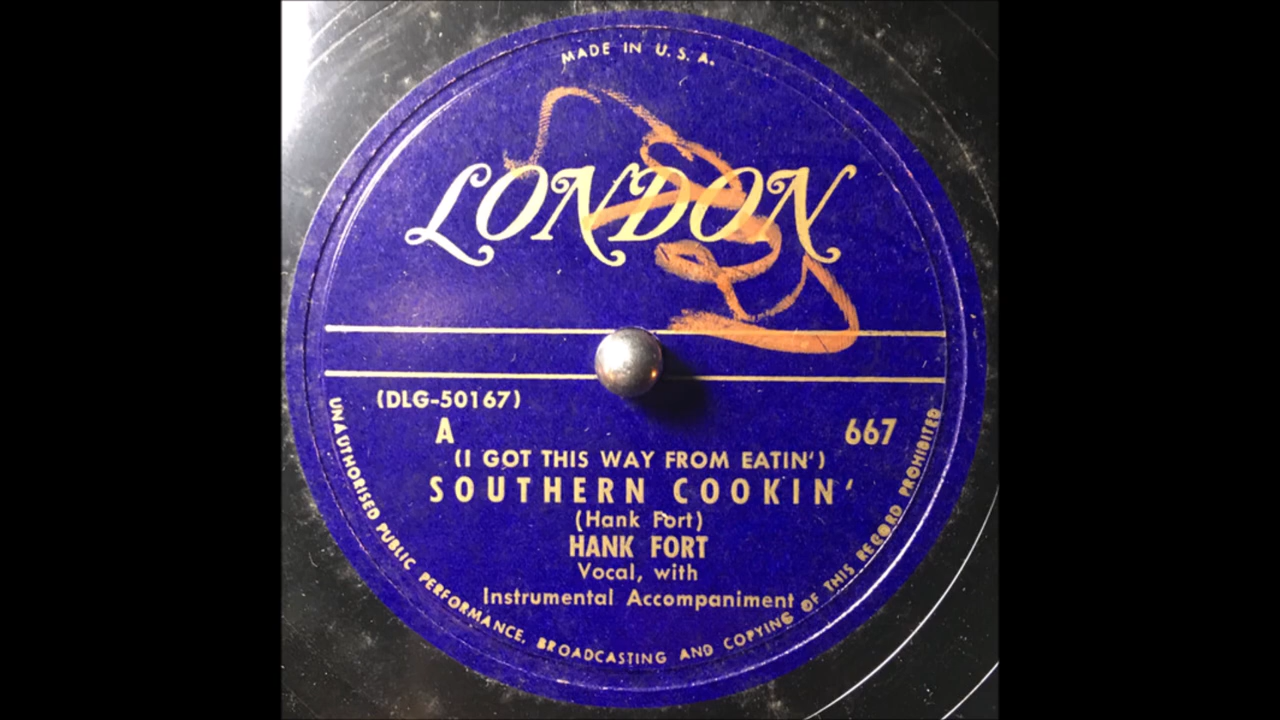 MADE IN U.S.A.
LONDON
(DLG-50167)
A 667
(I GOT THIS WAY FROM EATIN')
SOUTHERN COOKIN'
(Hank Fort)
HANK FORT
Vocal, with
Instrumental Accompaniment
UNAUTHORISED PUBLIC PERFORMANCE, BROADCASTING AND COPYING OF THIS RECORD PROHIBITED